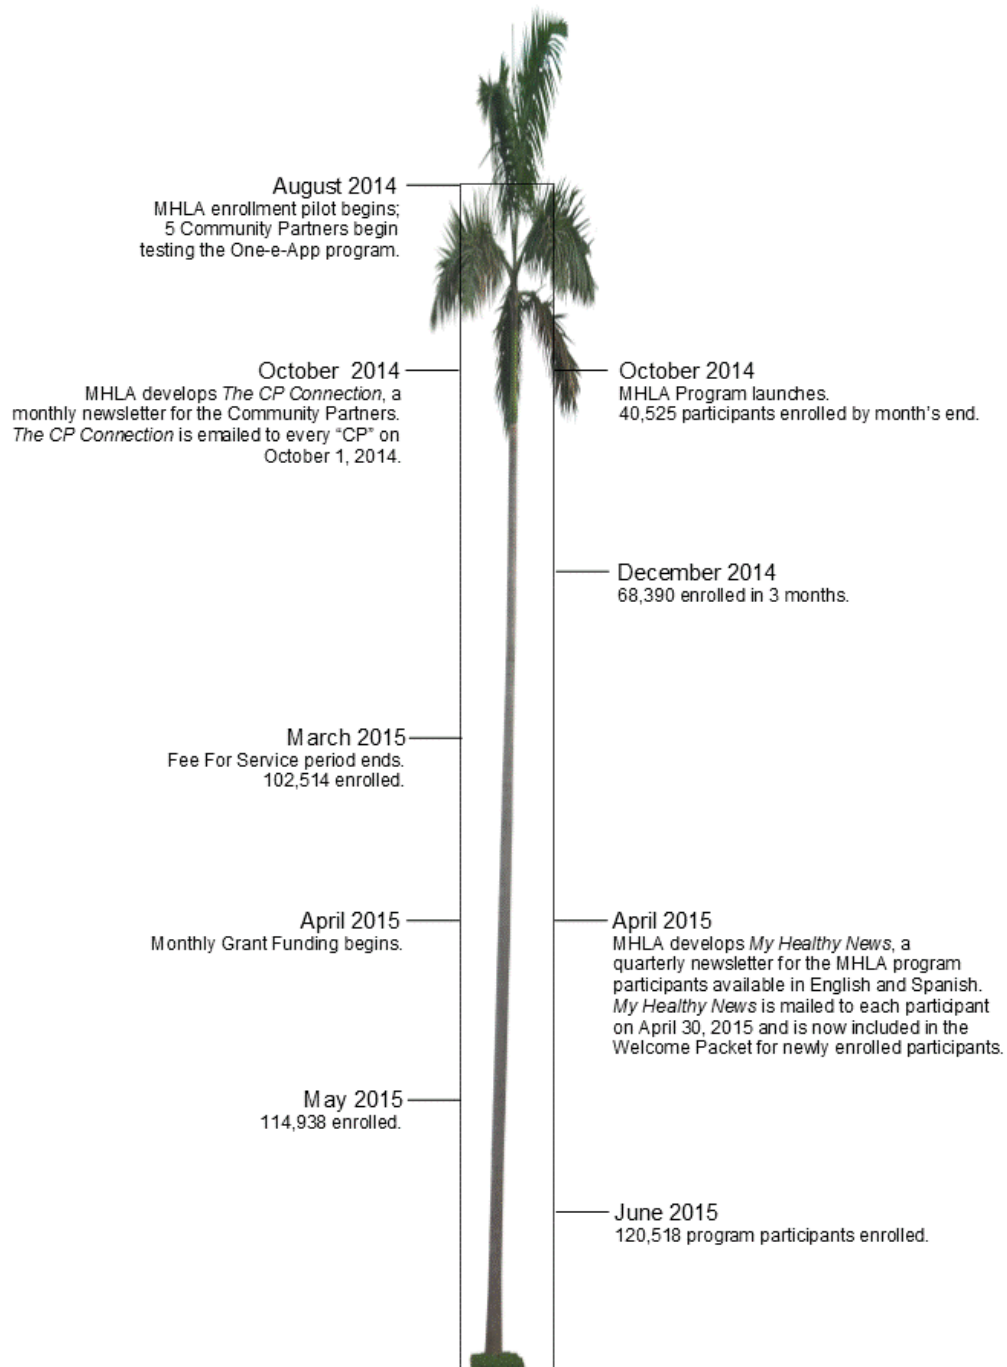 August 2014
MHLA enrollment pilot begins;
5 Community Partners begin
testing the One-e-App program.
October 2014
MHLA develops The CP Connection, a
monthly newsletter for the Community Partners.
The CP Connection is emailed to every “CP” on
October 1, 2014.
October 2014
MHLA Program launches.
40,525 participants enrolled by month’s end.
December 2014
68,390 enrolled in 3 months.
March 2015
Fee For Service period ends.
102,514 enrolled.
April 2015
Monthly Grant Funding begins.
April 2015
MHLA develops My Healthy News, a
quarterly newsletter for the MHLA program
participants available in English and Spanish.
My Healthy News is mailed to each participant
on April 30, 2015 and is now included in the
Welcome Packet for newly enrolled participants.
May 2015
114,938 enrolled.
June 2015
120,518 program participants enrolled.